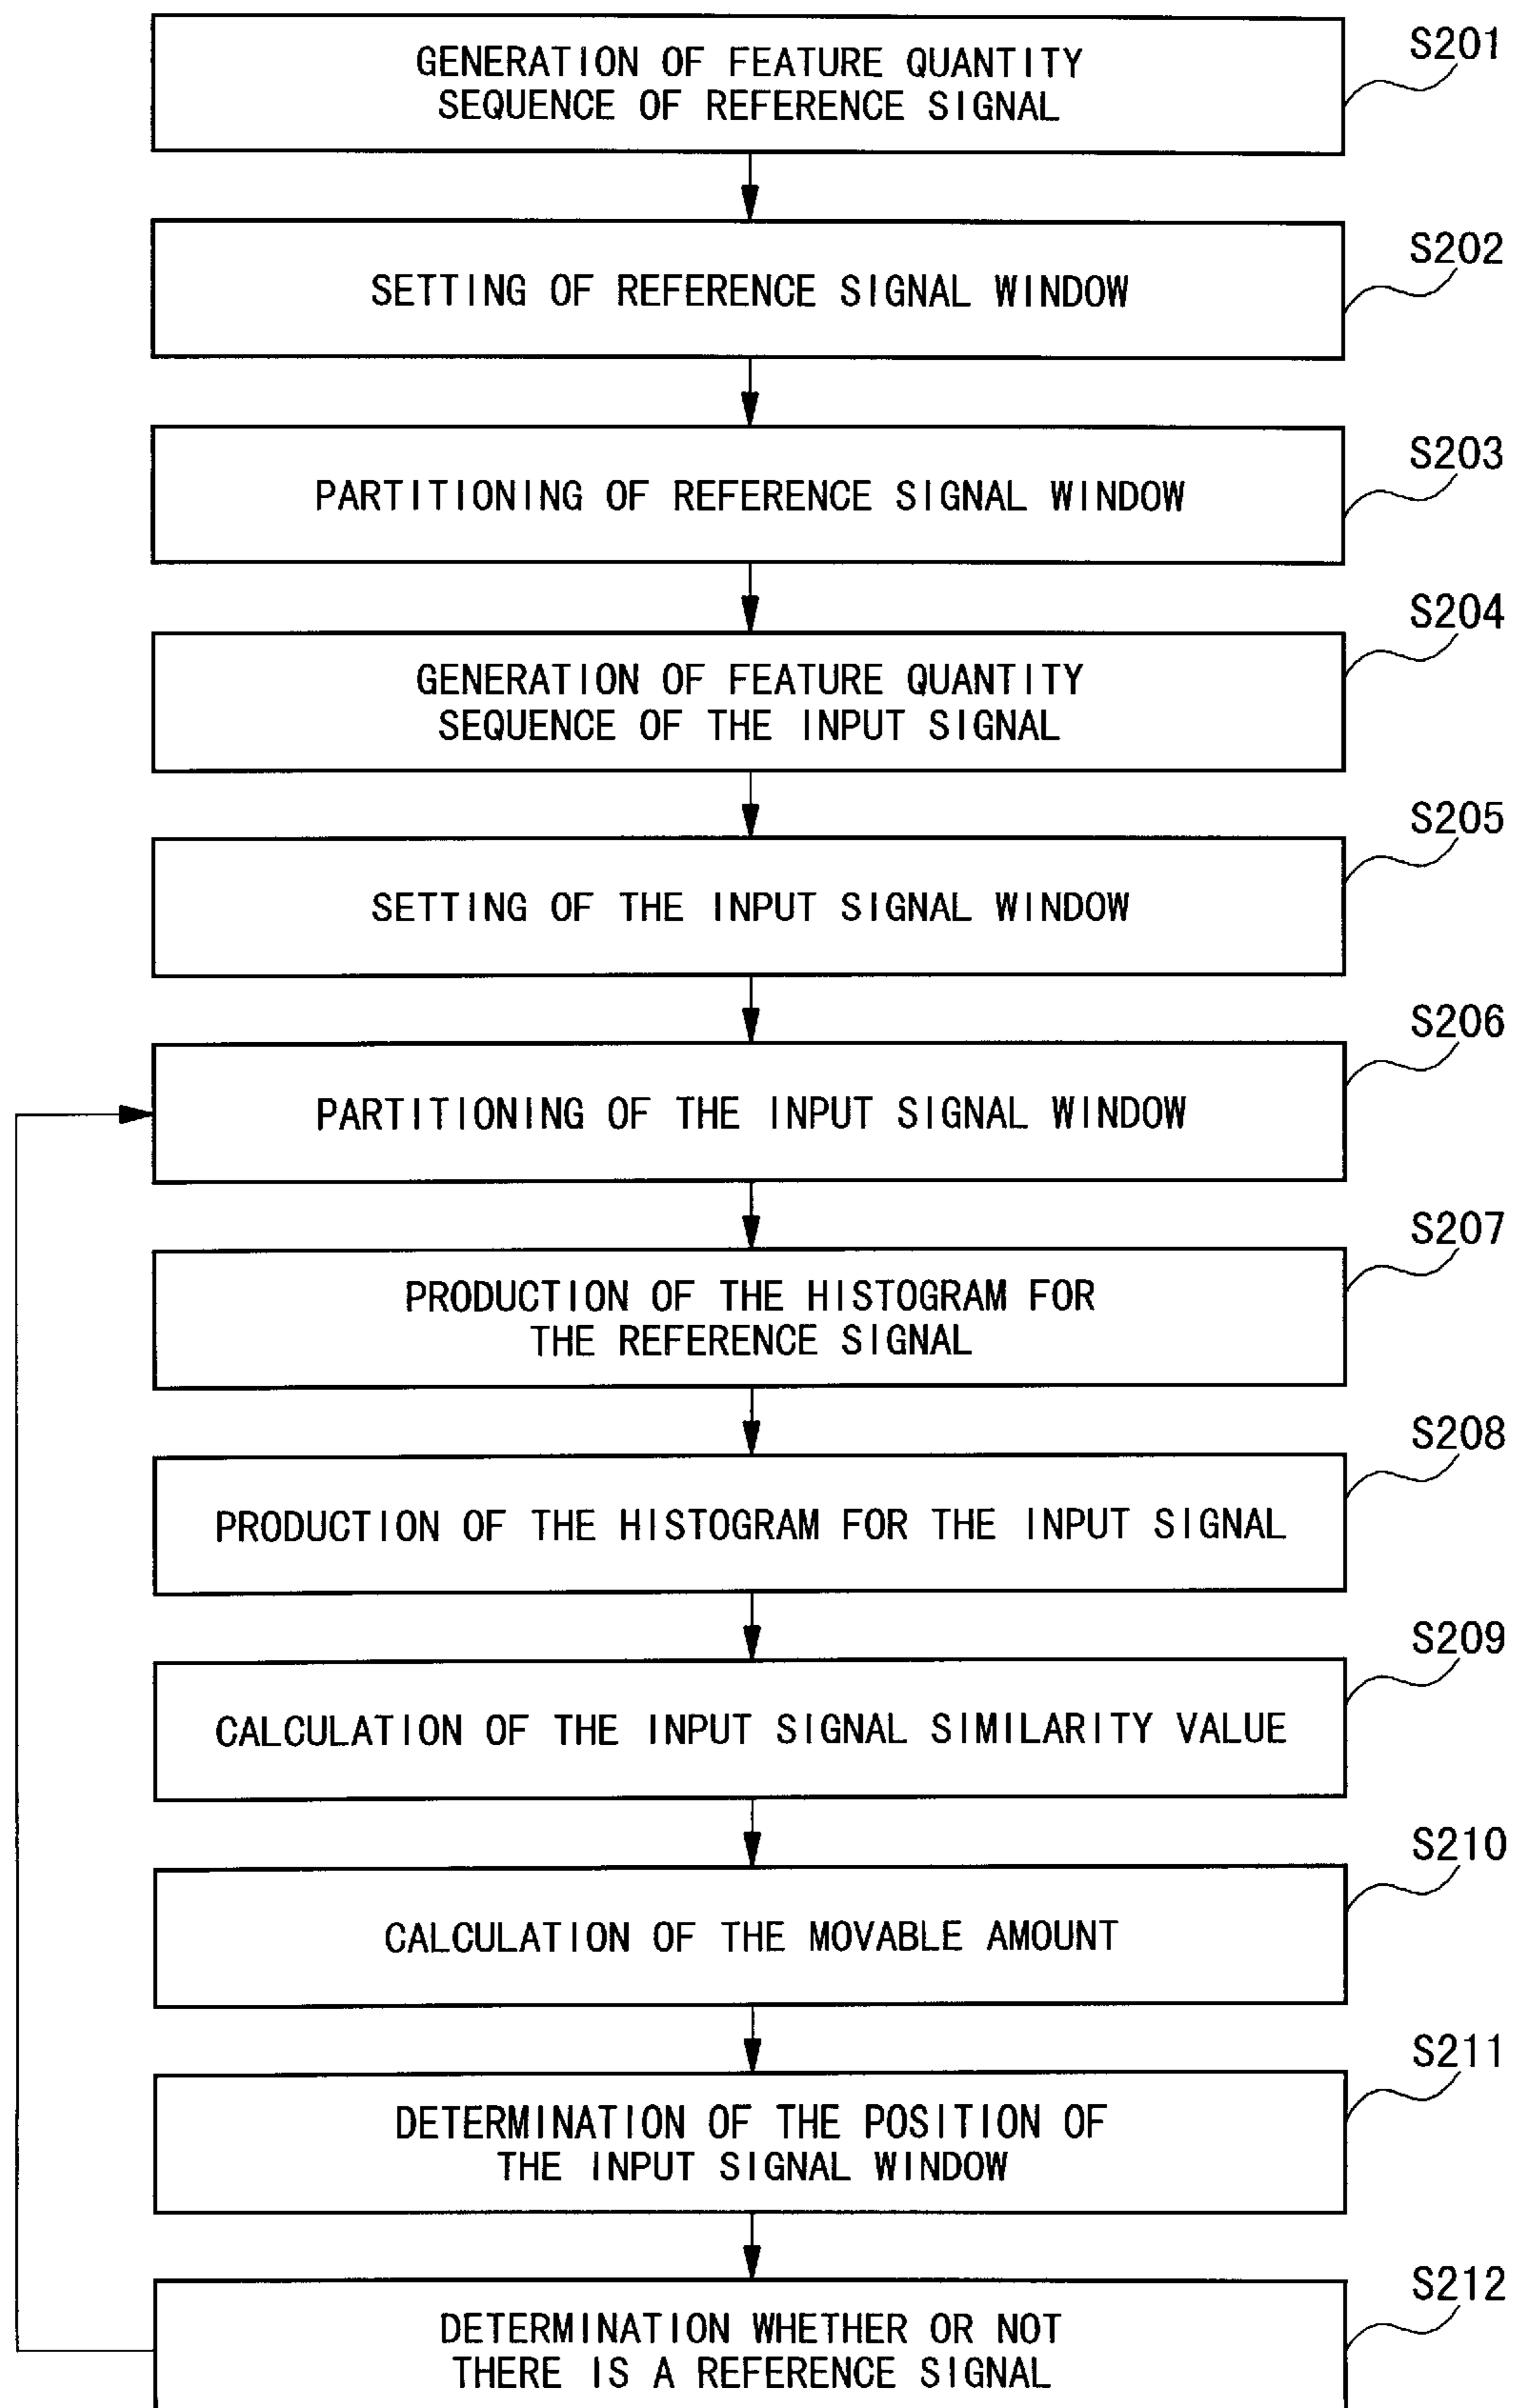 GENERATION OF FEATURE QUANTITY
SEQUENCE OF REFERENCE SIGNAL
S201
SETTING OF REFERENCE SIGNAL WINDOW
S202
PARTITIONING OF REFERENCE SIGNAL WINDOW
S203
GENERATION OF FEATURE QUANTITY
SEQUENCE OF THE INPUT SIGNAL
S204
SETTING OF THE INPUT SIGNAL WINDOW
S205
PARTITIONING OF THE INPUT SIGNAL WINDOW
S206
PRODUCTION OF THE HISTOGRAM FOR
THE REFERENCE SIGNAL
S207
PRODUCTION OF THE HISTOGRAM FOR THE INPUT SIGNAL
S208
CALCULATION OF THE INPUT SIGNAL SIMILARITY VALUE
S209
CALCULATION OF THE MOVABLE AMOUNT
S210
DETERMINATION OF THE POSITION OF
THE INPUT SIGNAL WINDOW
S211
DETERMINATION WHETHER OR NOT
THERE IS A REFERENCE SIGNAL
S212